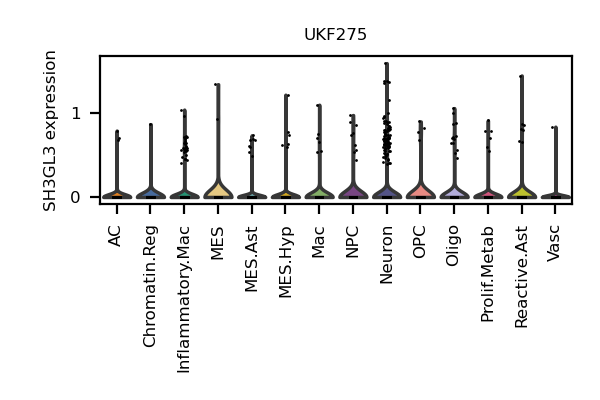 UKF275
SH3GL3 expression
1
0
AC
Chromatin.Reg
Inflammatory.Mac
MES
MES.Ast
MES.Hyp
Mac
NPC
Neuron
OPC
Oligo
Prolif.Metab
Reactive.Ast
Vasc